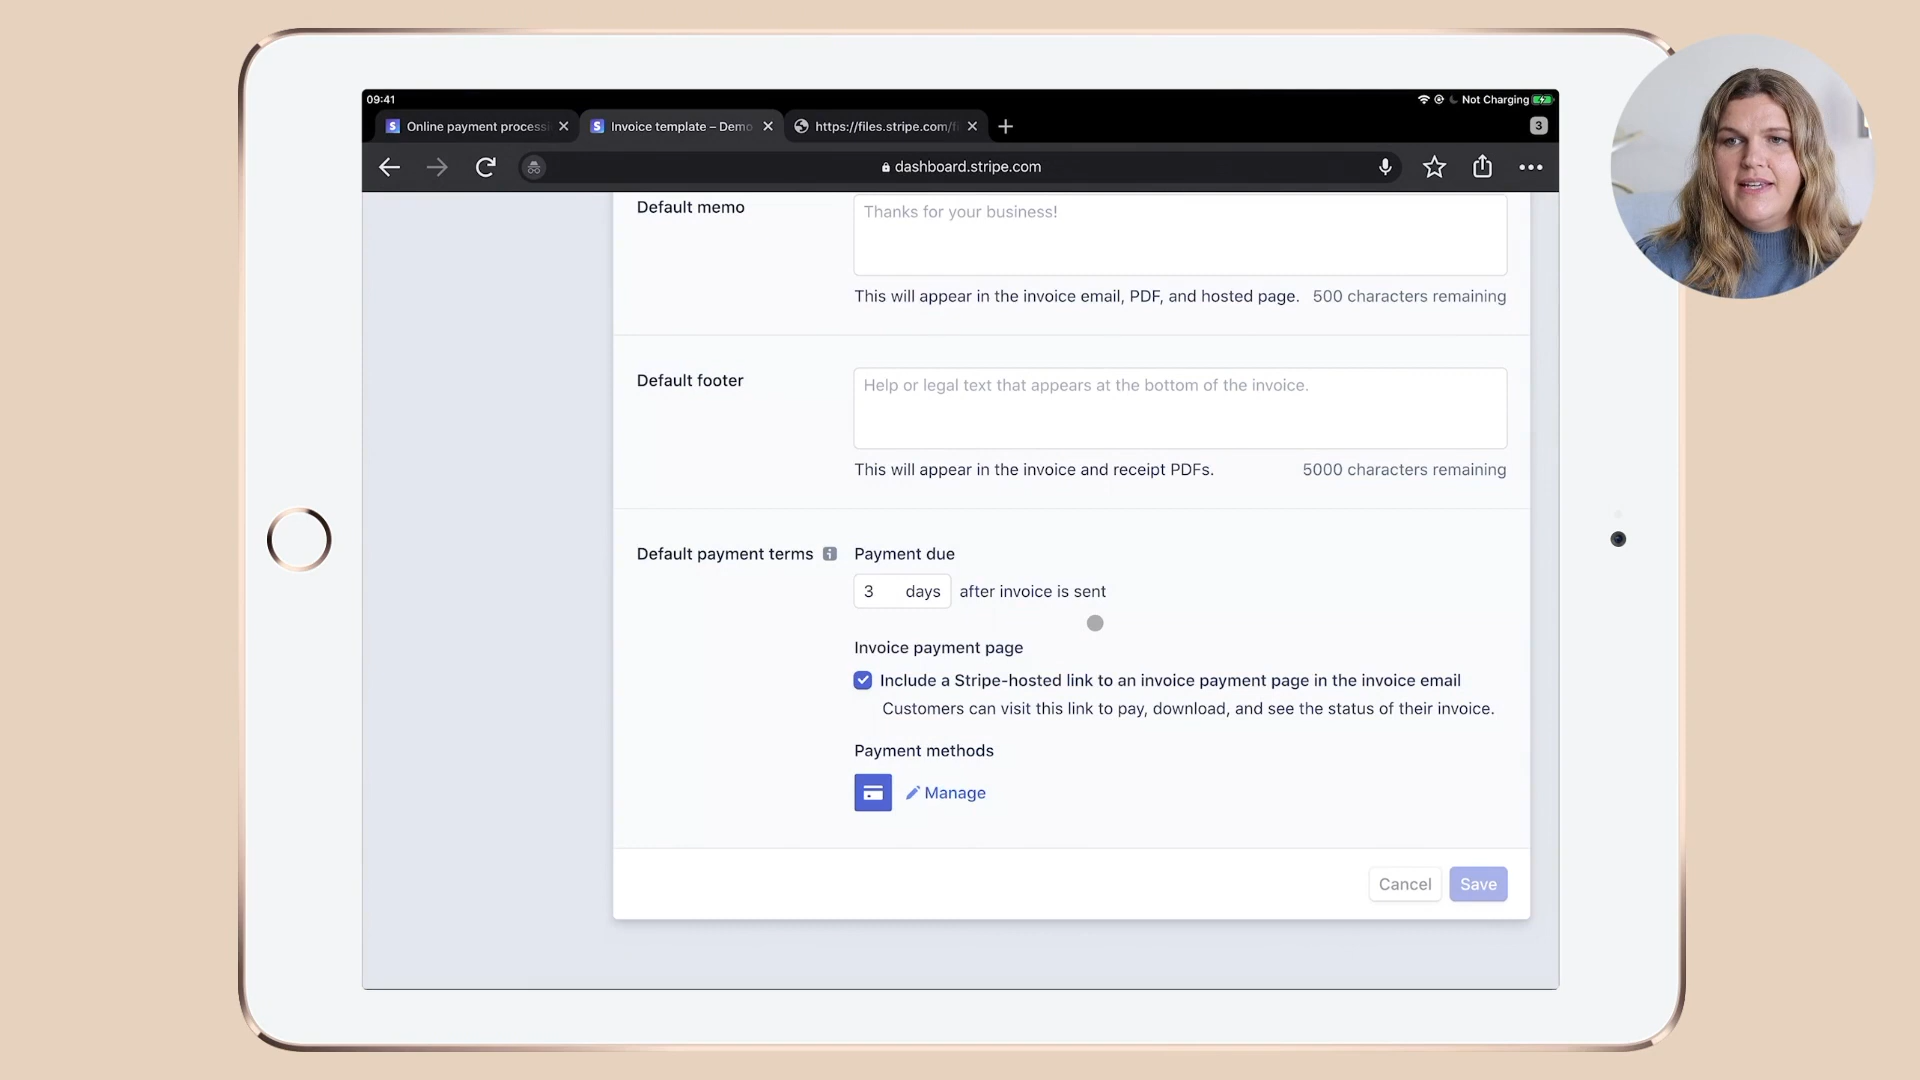 09:41
Not Charging
Online payment process
Invoice template – Demo
https://files.stripe.com/f
3
dashboard.stripe.com
Default memo
Thanks for your business!
This will appear in the invoice email, PDF, and hosted page. 500 characters remaining
Default footer
Help or legal text that appears at the bottom of the invoice.
This will appear in the invoice and receipt PDFs. 5000 characters remaining
Default payment terms
Payment due
3 days after invoice is sent
Invoice payment page
Include a Stripe-hosted link to an invoice payment page in the invoice email
Customers can visit this link to pay, download, and see the status of their invoice.
Payment methods
Manage
Cancel Save